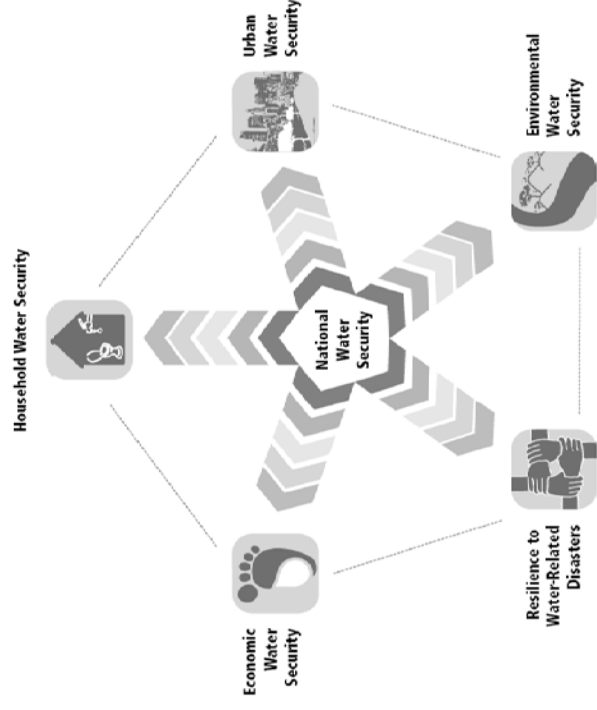 Household Water Security
Economic
Water
Security
National
Water
Security
Urban
Water
Security
Resilience to
Water-Related
Disasters
Environmental
Water
Security